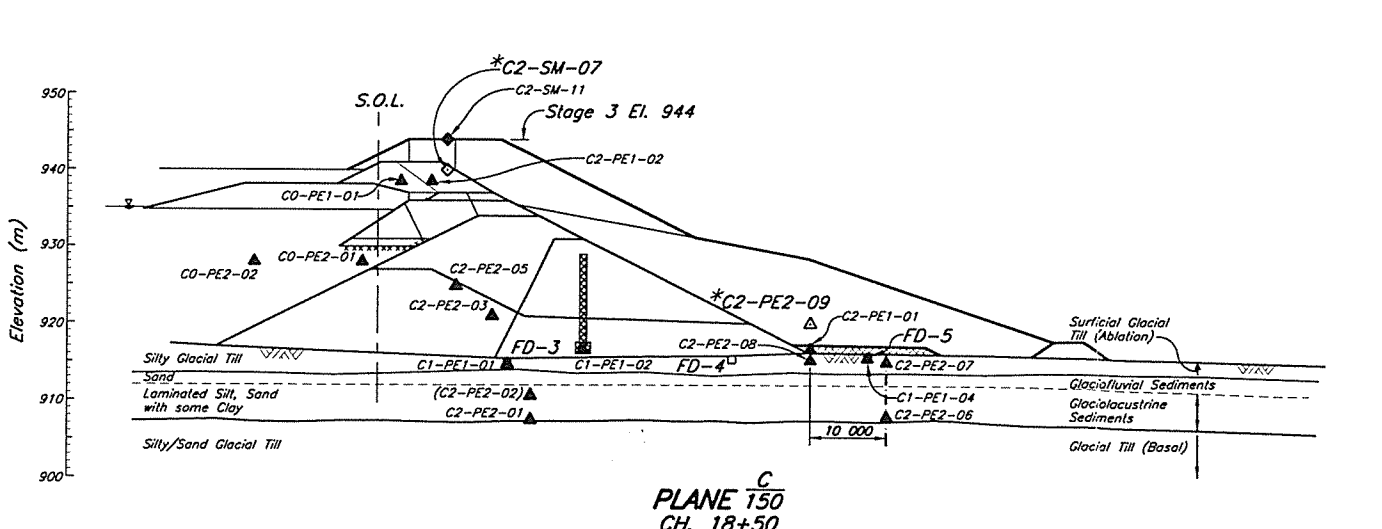 *C2-SM-07
C2-SM-11
S.O.L.
Stage 3 El. 944
950
940
930
920
910
900
Elevation (m)
C2-PE1-02
C0-PE1-01
C0-PE2-01
C0-PE2-02
C2-PE2-05
C2-PE2-03
*C2-PE2-09
C2-PE1-01
FD-3
C2-PE2-08
FD-5
Surficial Glacial
Till (Ablation)
Silty Glacial Till
C1-PE1-01
C1-PE1-02
FD-4
C2-PE2-07
Sand
Glaciofluvial Sediments
Laminated Silt, Sand
with some Clay
(C2-PE2-02)
C1-PE1-04
Glaciolacustrine
Sediments
C2-PE2-01
C2-PE2-06
10 000
Silty/Sand Glacial Till
Glacial Till (Basal)
PLANE C/150
CH. 18+50